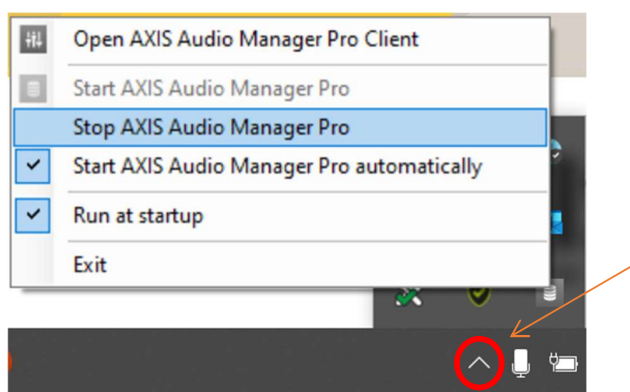 Open AXIS Audio Manager Pro Client
Start AXIS Audio Manager Pro
Stop AXIS Audio Manager Pro
Start AXIS Audio Manager Pro automatically
Run at startup
Exit